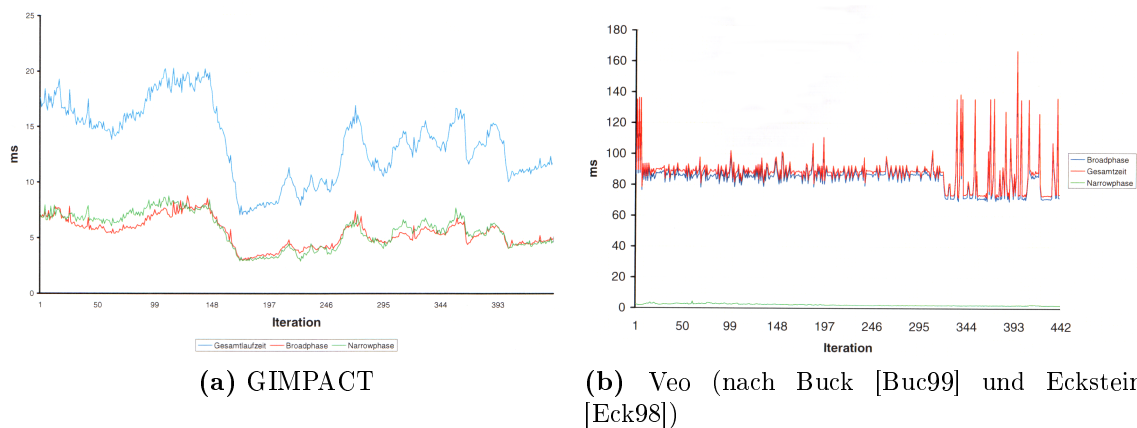 25
20
15
10
5
0
ms
1 50 99 148 197 246 295 344 393
Iteration
Gesamtlaufzeit Broadphase Narrowphase
(a) GIMPACT
180
160
140
120
100
80
60
40
20
0
ms
1 50 99 148 197 246 295 344 393 442
Iteration
Broadphase
Gesamtzeit
Narrowphase
(b) Veo (nach Buck [Buc99] und Eckstein
[Eck98])